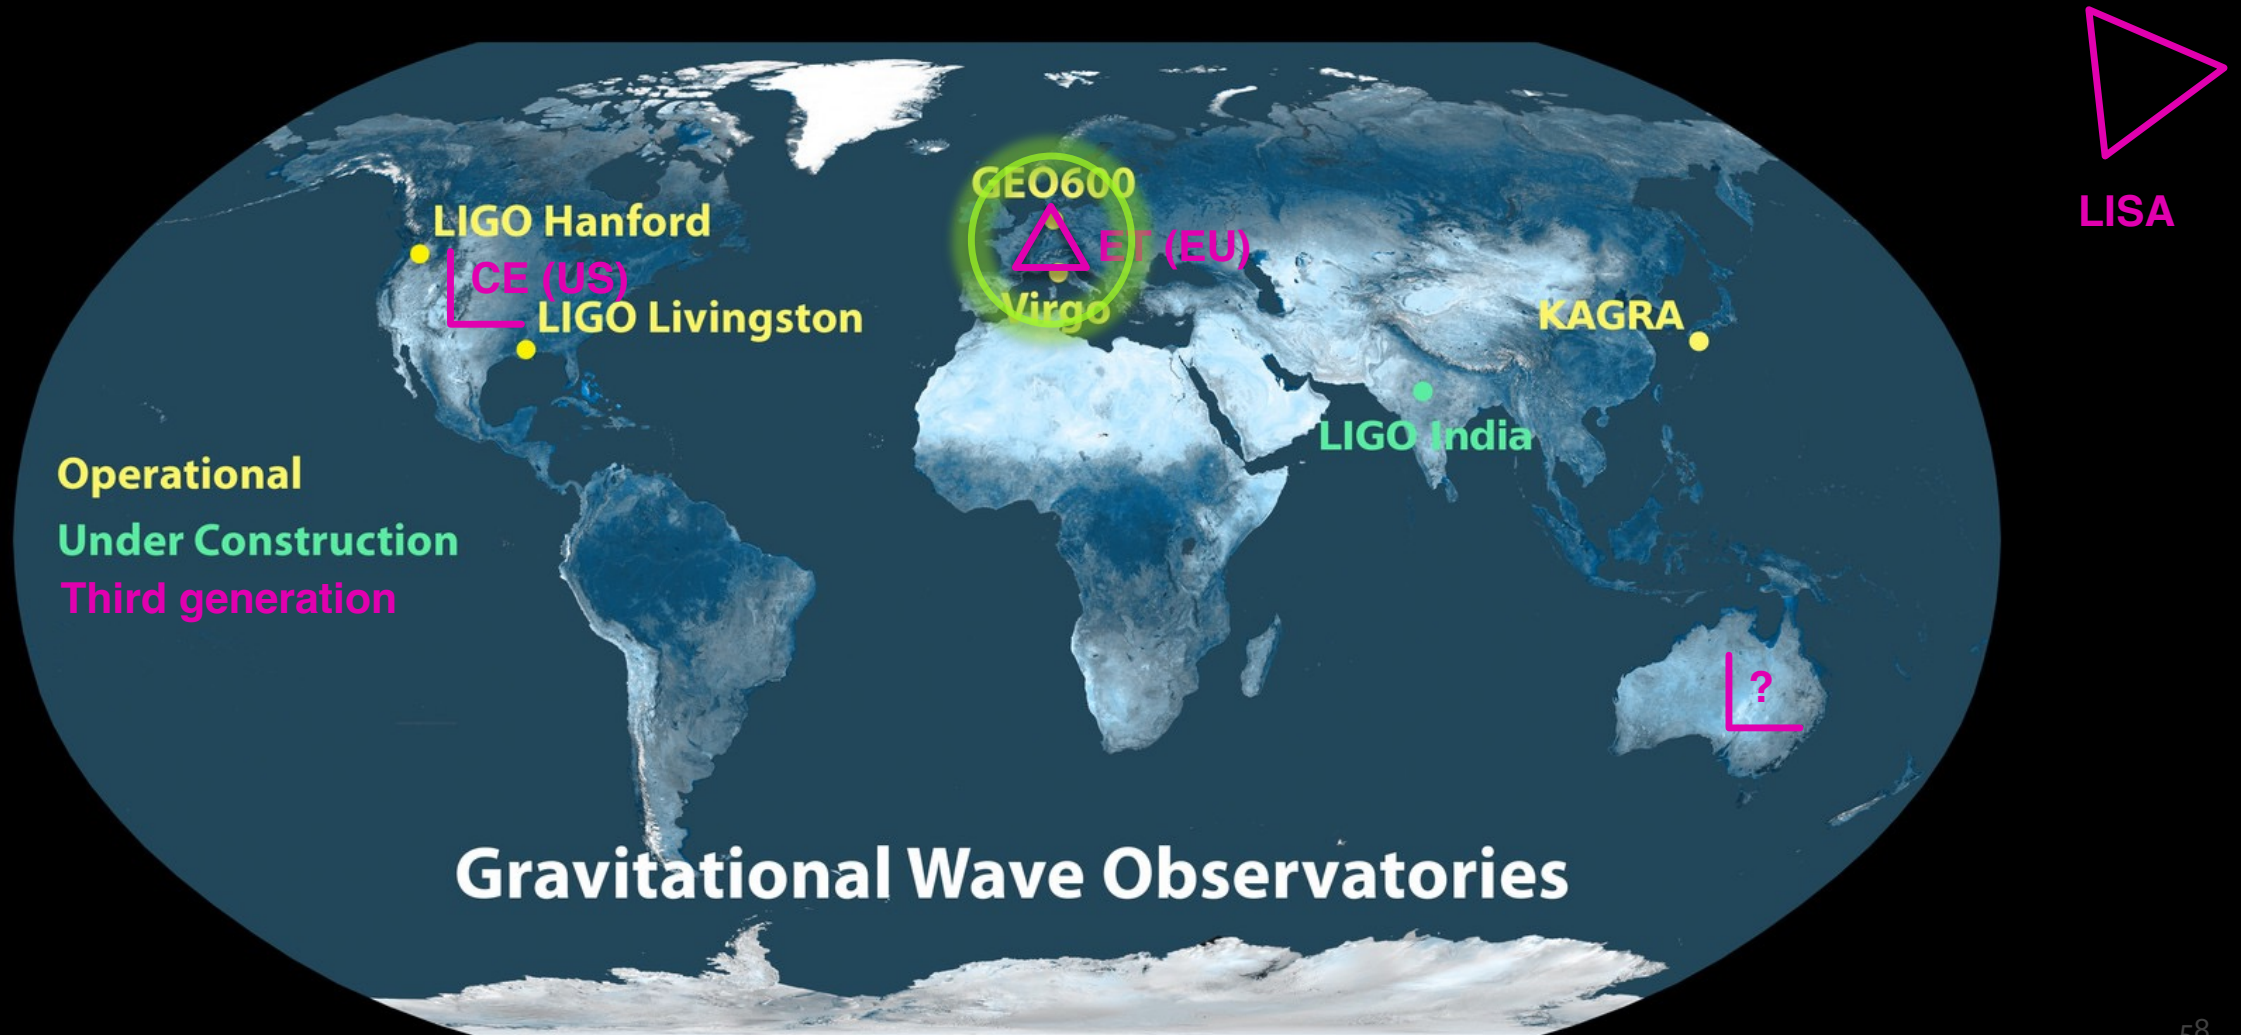 GEO600
LISA
LIGO Hanford
ET (EU)
CE (US)
Virgo
LIGO Livingston
KAGRA
LIGO India
Operational
Under Construction
Third generation
?
Gravitational Wave Observatories
58